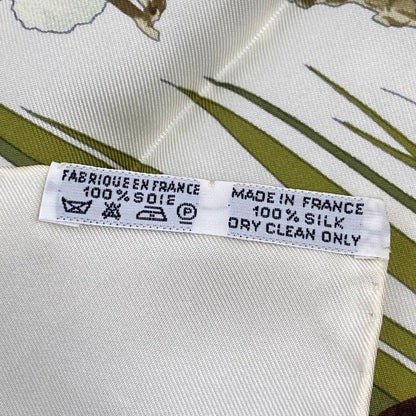 FABRIQUE EN FRANCE
100% SOIE
P
MADE IN FRANCE
100% SILK
DRY CLEAN ONLY